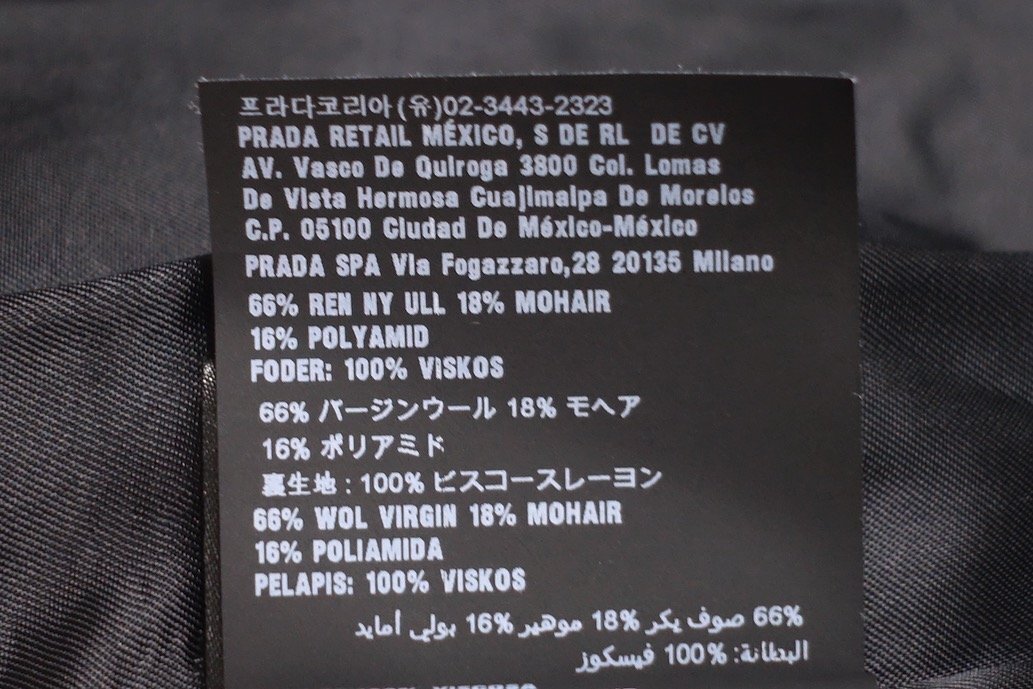 프라다코리아(유)02-3443-2323
PRADA RETAIL MÉXICO, S DE RL DE CV
AV. Vasco De Quiroga 3800 Col. Lomas
De Vista Hermosa Cuajimalpa De Morelos
C.P. 05100 Ciudad De México-México
PRADA SPA Via Fogazzaro,28 20135 Milano
66% REN NY ULL 18% MOHAIR
16% POLYAMID
FODER: 100% VISKOS
66% バージンウール 18% モヘア
16% ポリアミド
裏生地 : 100% ビスコースレーヨン
66% WOL VIRGIN 18% MOHAIR
16% POLIAMIDA
PELAPIS: 100% VISKOS
66% صوف يكر 18% موهير 16% بولي أمايد
البطانة: 100% فيسكوز